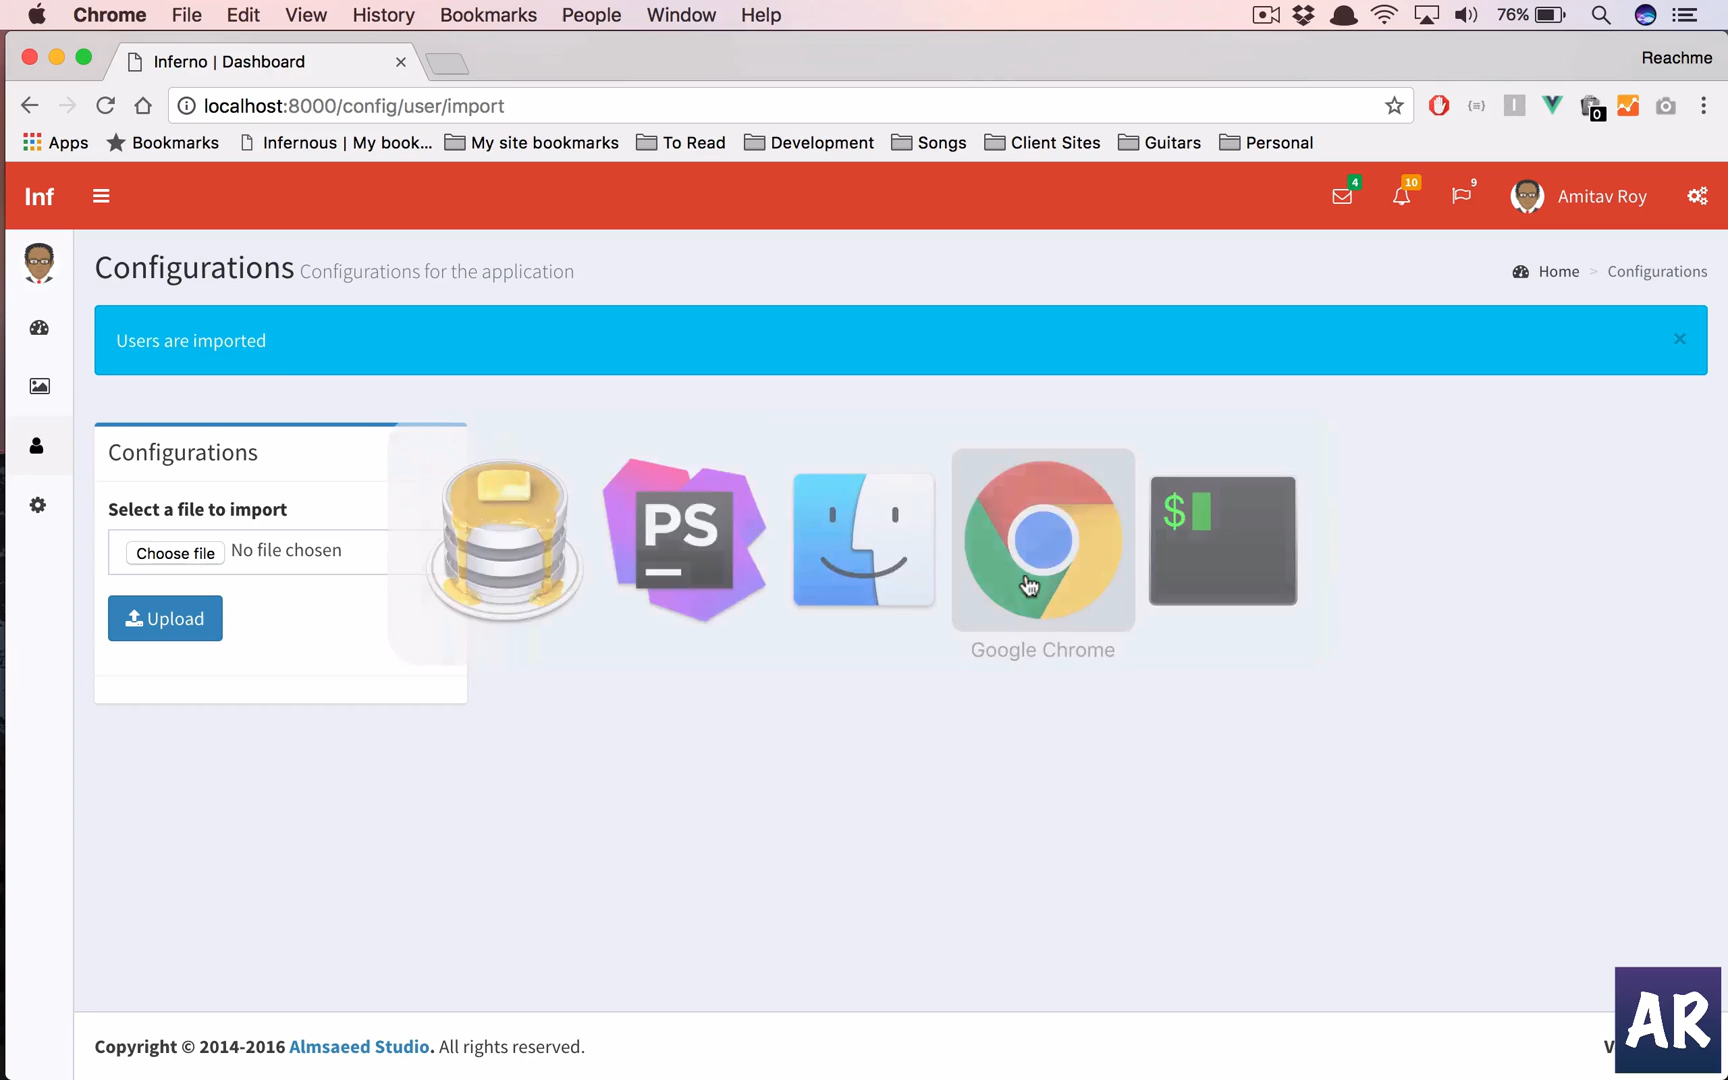 Chrome File Edit View History Bookmarks People Window Help 76%
Inferno | Dashboard
Reachme
localhost:8000/config/user/import
0
Apps Bookmarks Infernous | My book... My site bookmarks To Read Development Songs Client Sites Guitars Personal
Inf 4 10 9 Amitav Roy
Configurations Configurations for the application Home > Configurations
Users are imported ×
Configurations
Select a file to import
Choose file No file chosen
Upload
PS
$
Google Chrome
AR
Copyright © 2014-2016 Almsaeed Studio. All rights reserved. V